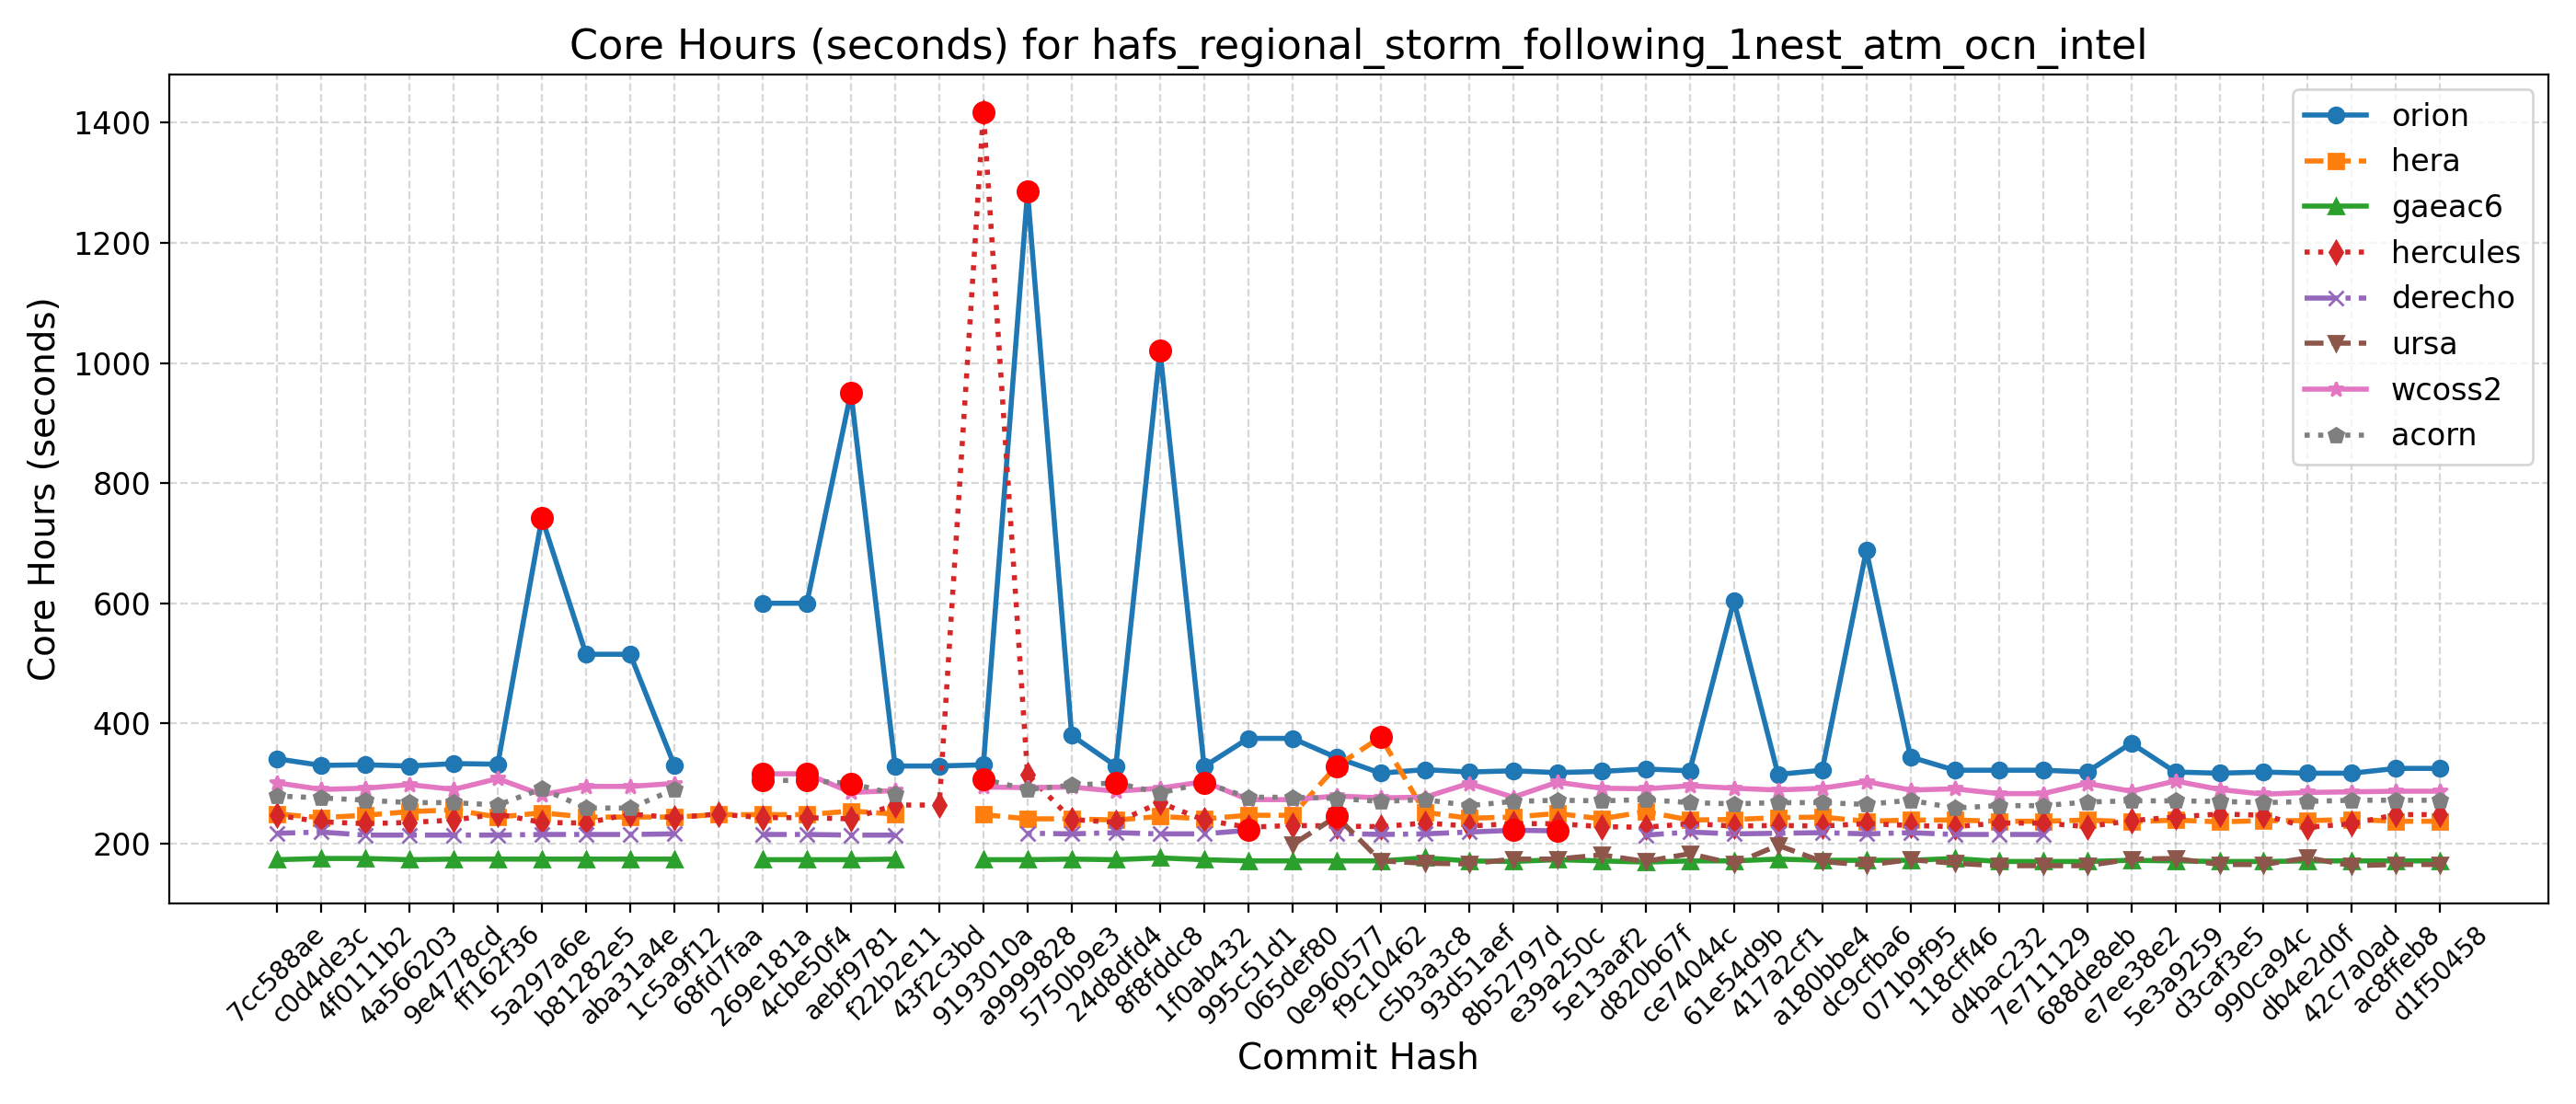 Core Hours (seconds) for hafs_regional_storm_following_1nest_atm_ocn_intel
Core Hours (seconds)
1400
1200
1000
800
600
400
200
orion
hera
gaeac6
hercules
derecho
ursa
wcoss2
acorn
7cc588ae
c0d4de3c
4f0111b2
4a566203
9e4778cd
ff162f36
5a297a6e
b81282e5
aba31a4e
1c5a9f12
68fd7faa
269e181a
4cbe50f4
aebf9781
f22b2e11
43f2c3bd
9193010a
a9999828
5750b9e3
24d8dfd4
8f8fddc8
1f0ab432
995c51d1
065def80
0e960577
f9c10462
c5b3a3c8
93d51aef
8b52797d
e39a250c
5e13aaf2
d820b67f
ce74044c
61e54d9b
417a2cf1
a180bbe4
dc9cfba6
071b9f95
118cff46
d4bac232
7e711129
688de8eb
e7ee38e2
5e3a9259
d3caf3e5
990ca94c
db4e2d0f
42c7a0ad
ac8ffeb8
d1f50458
Commit Hash